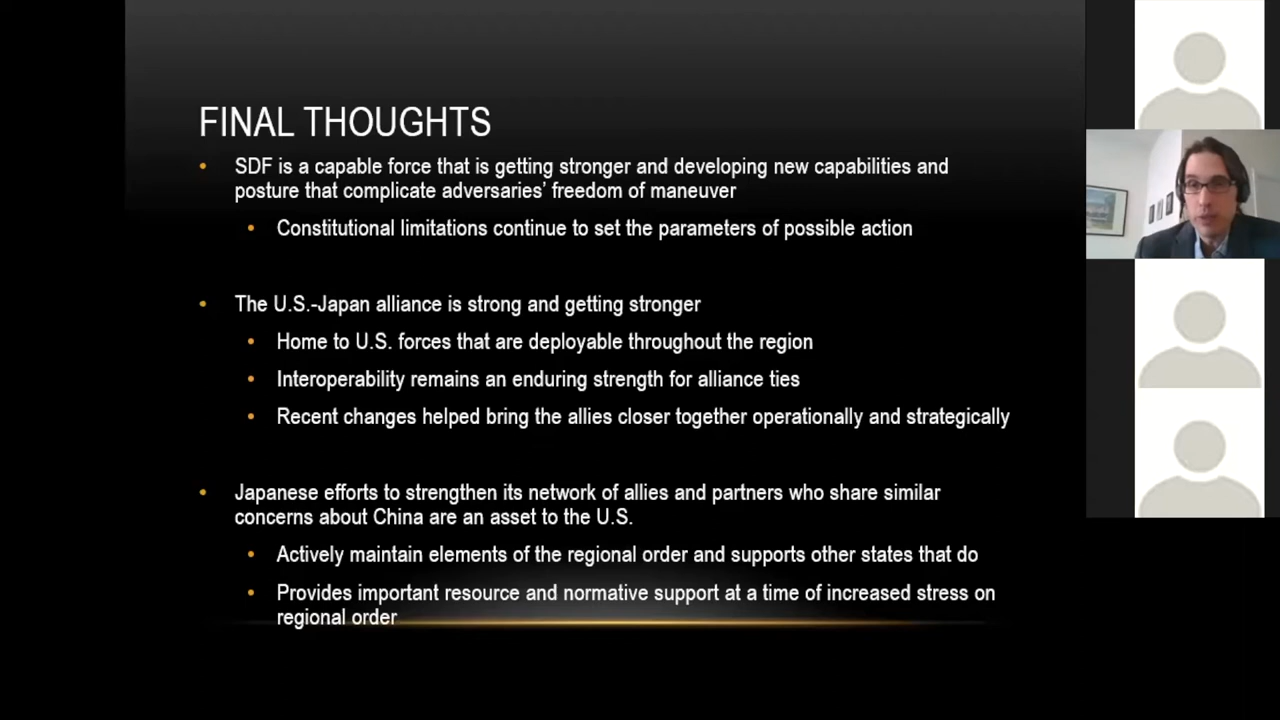 FINAL THOUGHTS
• SDF is a capable force that is getting stronger and developing new capabilities and
posture that complicate adversaries’ freedom of maneuver
• Constitutional limitations continue to set the parameters of possible action
• The U.S.-Japan alliance is strong and getting stronger
• Home to U.S. forces that are deployable throughout the region
• Interoperability remains an enduring strength for alliance ties
• Recent changes helped bring the allies closer together operationally and strategically
• Japanese efforts to strengthen its network of allies and partners who share similar
concerns about China are an asset to the U.S.
• Actively maintain elements of the regional order and supports other states that do
• Provides important resource and normative support at a time of increased stress on
regional order